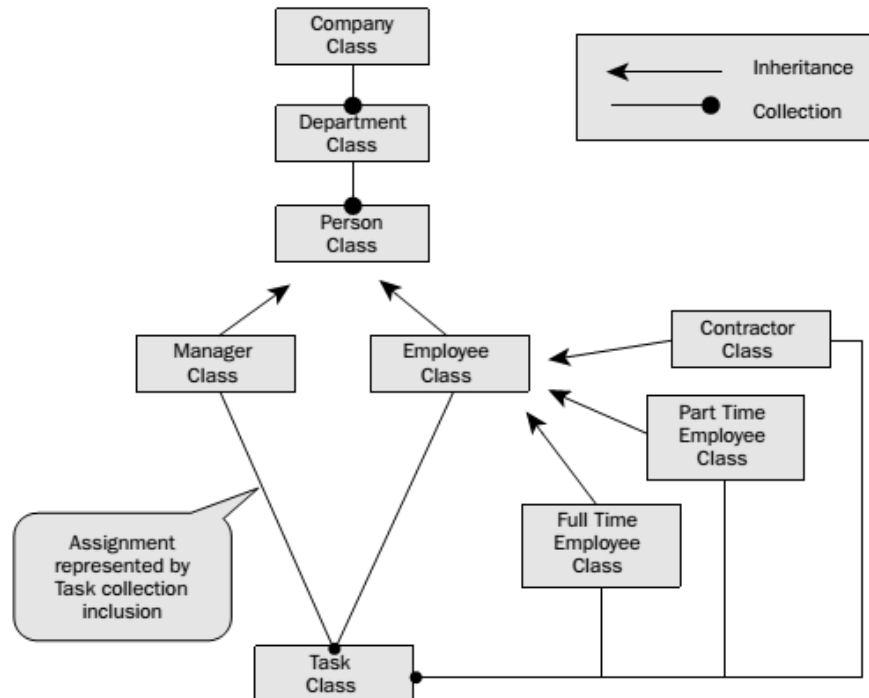 Company
Class
Inheritance
Collection
Department
Class
Person
Class
Manager
Class
Employee
Class
Contractor
Class
Part Time
Employee
Class
Full Time
Employee
Class
Assignment
represented by
Task collection
inclusion
Task
Class